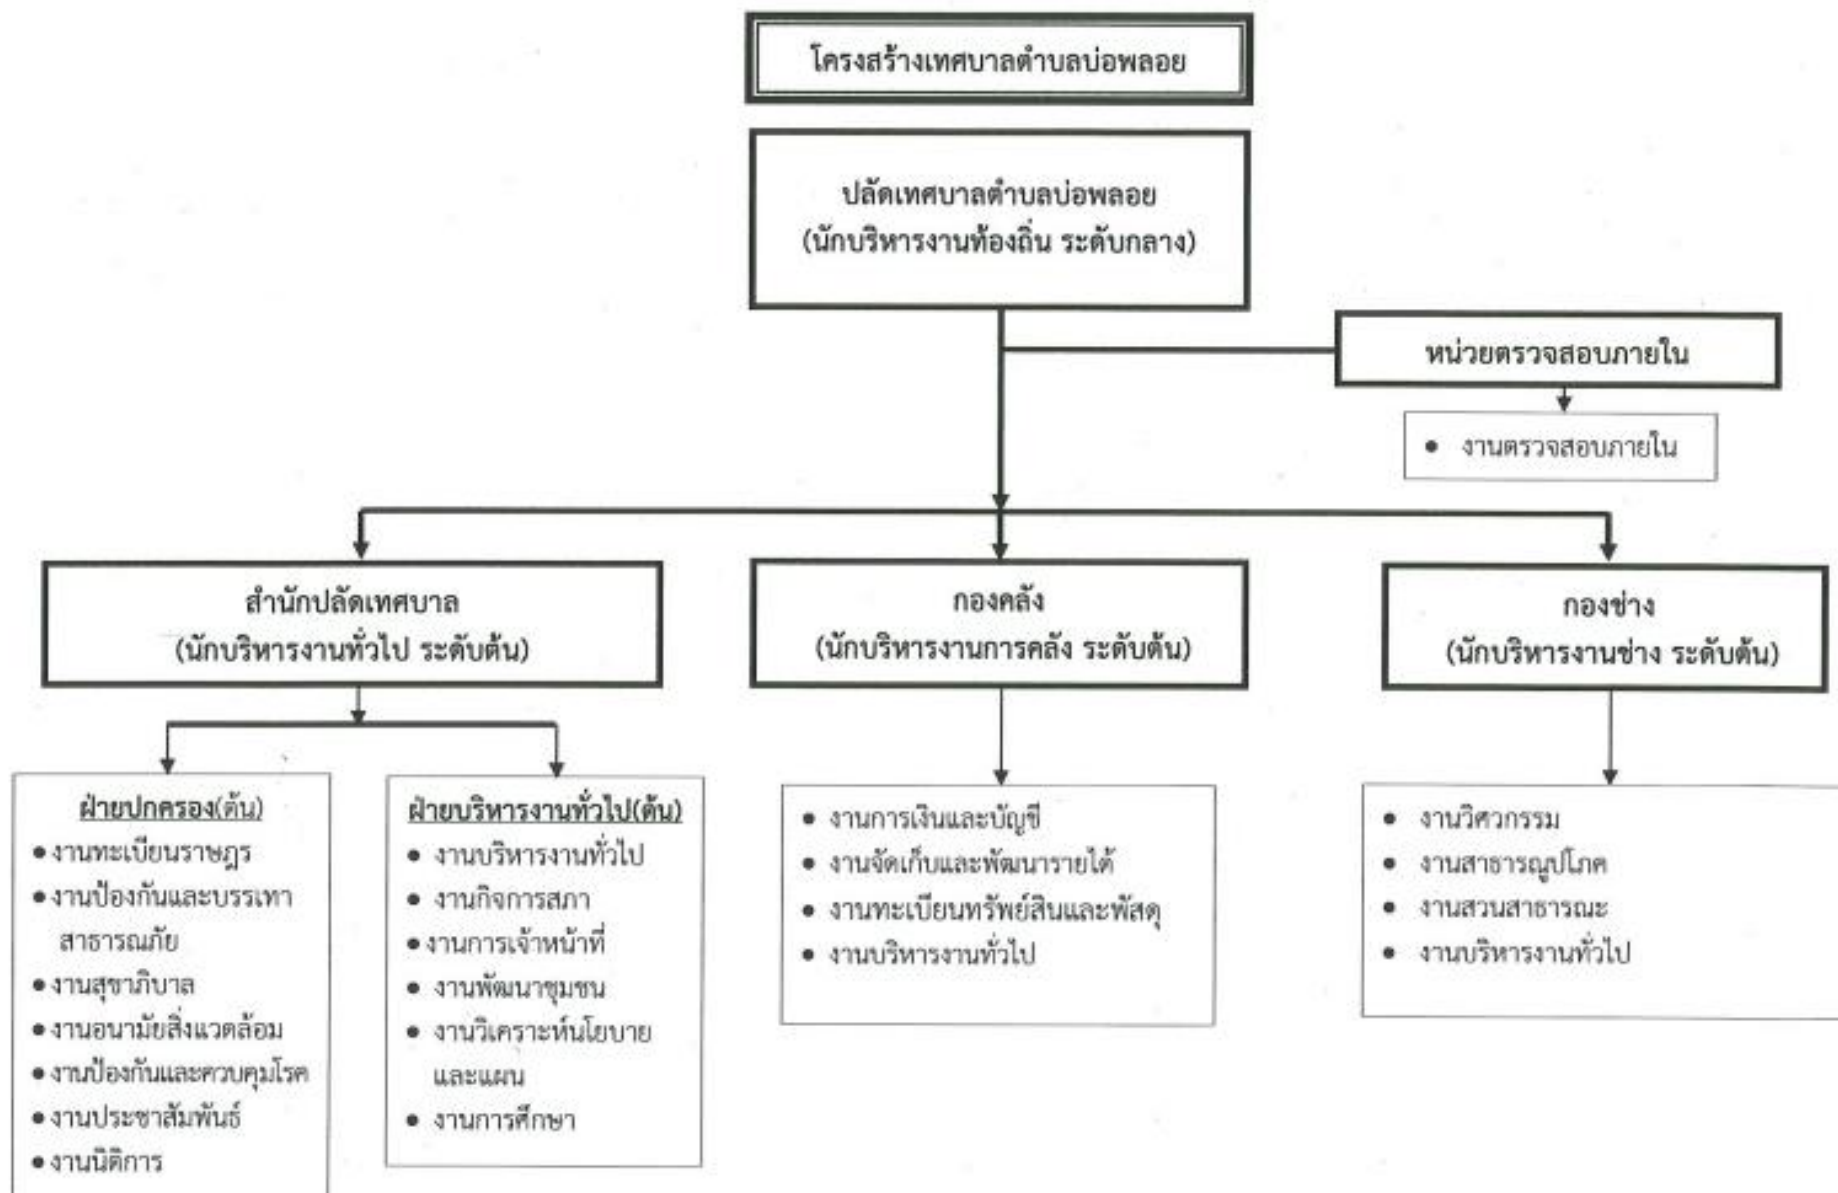 โครงสร้างเทศบาลตำบลบ่อพลอย
ปลัดเทศบาลตำบลบ่อพลอย
(นักบริหารงานท้องถิ่น ระดับกลาง)
หน่วยตรวจสอบภายใน
● งานตรวจสอบภายใน
สำนักปลัดเทศบาล
(นักบริหารงานทั่วไป ระดับต้น)
กองคลัง
(นักบริหารงานการคลัง ระดับต้น)
กองช่าง
(นักบริหารงานช่าง ระดับต้น)
ฝ่ายปกครอง(ต้น)
● งานทะเบียนราษฎร
● งานป้องกันและบรรเทา
สาธารณภัย
● งานสุขาภิบาล
● งานอนามัยสิ่งแวดล้อม
● งานป้องกันและควบคุมโรค
● งานประชาสัมพันธ์
● งานนิติการ
ฝ่ายบริหารงานทั่วไป(ต้น)
● งานบริหารงานทั่วไป
● งานกิจการสภา
● งานการเจ้าหน้าที่
● งานพัฒนาชุมชน
● งานวิเคราะห์นโยบาย
และแผน
● งานการศึกษา
● งานการเงินและบัญชี
● งานจัดเก็บและพัฒนารายได้
● งานทะเบียนทรัพย์สินและพัสดุ
● งานบริหารงานทั่วไป
● งานวิศวกรรม
● งานสาธารณูปโภค
● งานสวนสาธารณะ
● งานบริหารงานทั่วไป